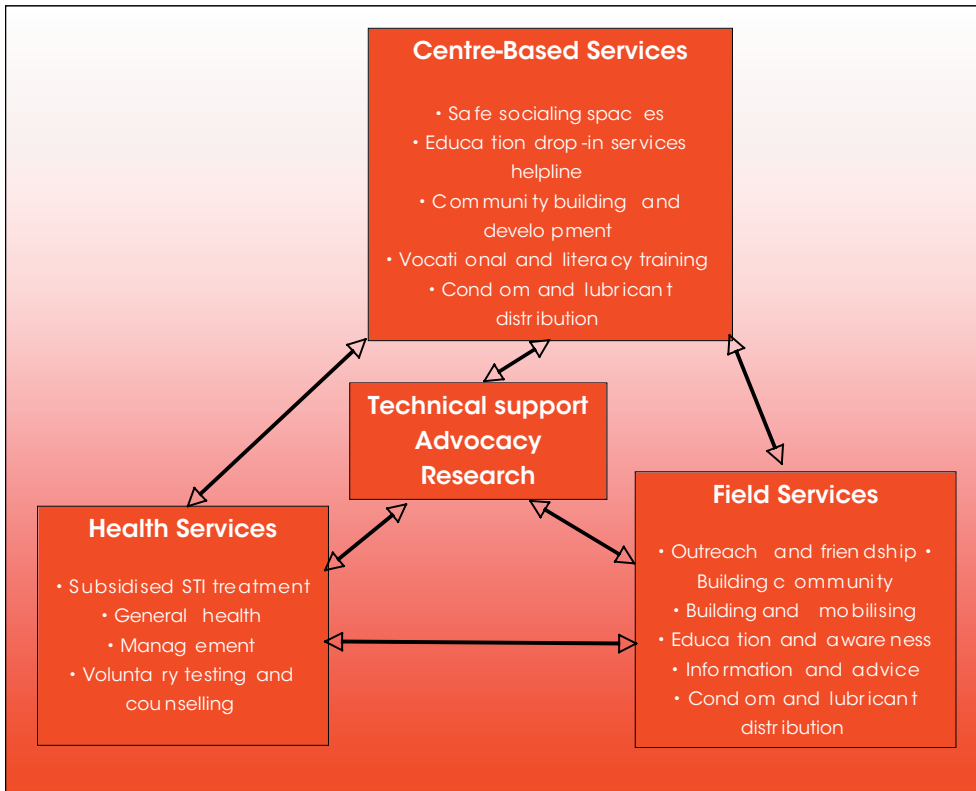 Centre-Based Services
• Safe socialing spaces
• Education drop-in services
helpline
• Community building and
development
• Vocational and literacy training
• Condom and lubricant
distribution
Technical support
Advocacy
Research
Health Services
• Subsidised STI treatment
• General health
• Management
• Voluntary testing and
counselling
Field Services
• Outreach and friendship •
Building community
• Building and mobilising
• Education and awareness
• Information and advice
• Condom and lubricant
distribution